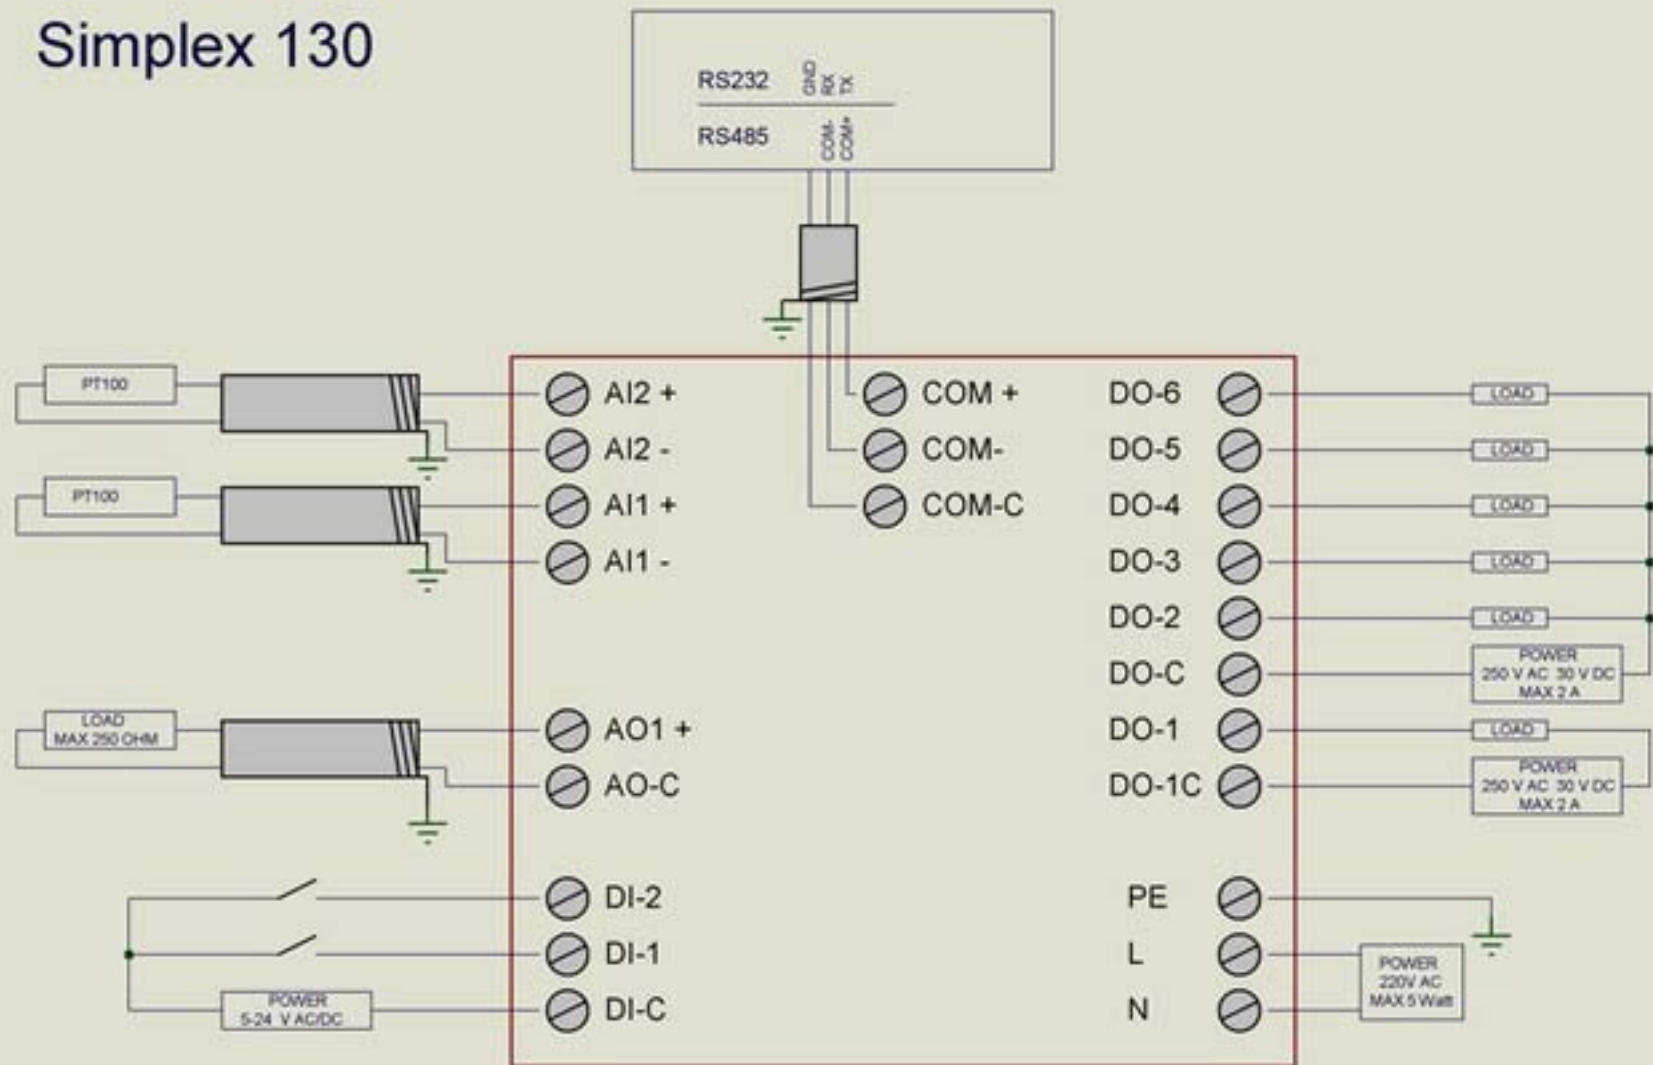 Simplex 130
RS232
GND
RX
TX
RS485
COM-
COM+
PT100
PT100
LOAD
MAX 250 OHM
POWER
5-24 V AC/DC
AI2 +
AI2 -
AI1 +
AI1 -
AO1 +
AO-C
DI-2
DI-1
DI-C
COM +
COM-
COM-C
DO-6
DO-5
DO-4
DO-3
DO-2
DO-C
DO-1
DO-1C
PE
L
N
LOAD
LOAD
LOAD
LOAD
LOAD
POWER
250 V AC 30 V DC
MAX 2 A
LOAD
POWER
250 V AC 30 V DC
MAX 2 A
POWER
220V AC
MAX 5 Watt